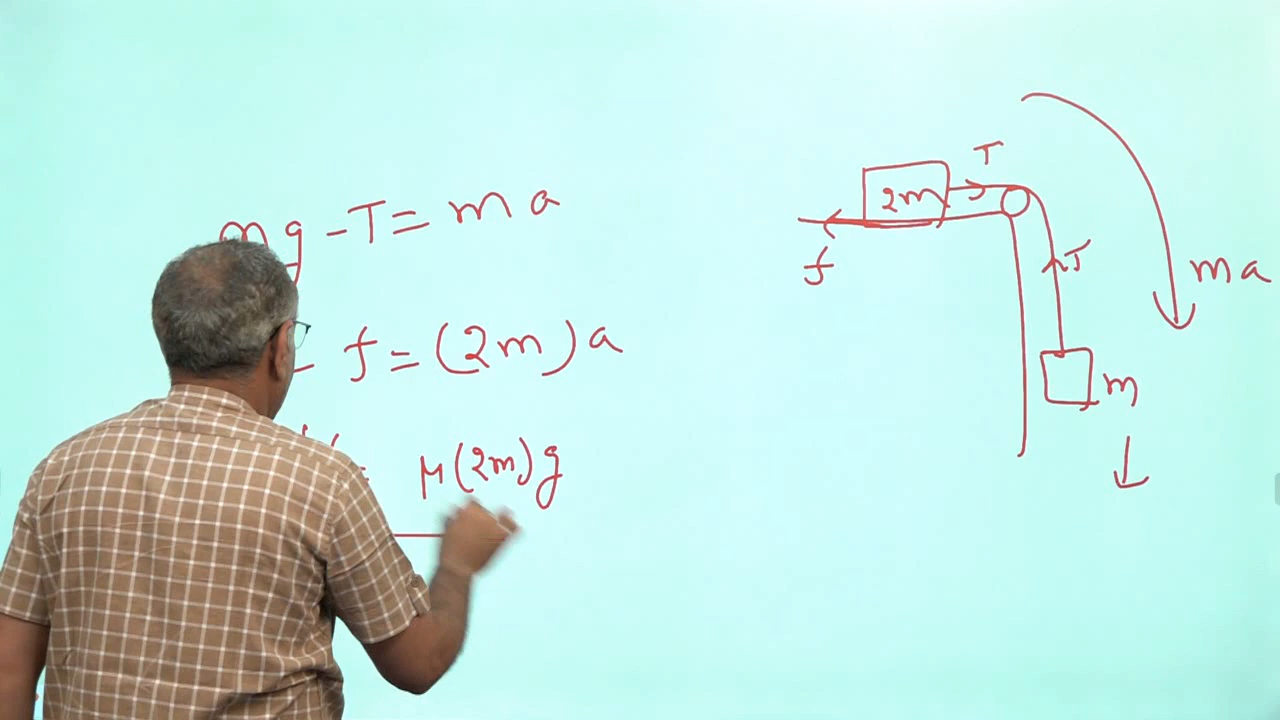 mg - T = ma
- f = (2m)a
= μ(2m)g
T
2m
f
T
ma
m